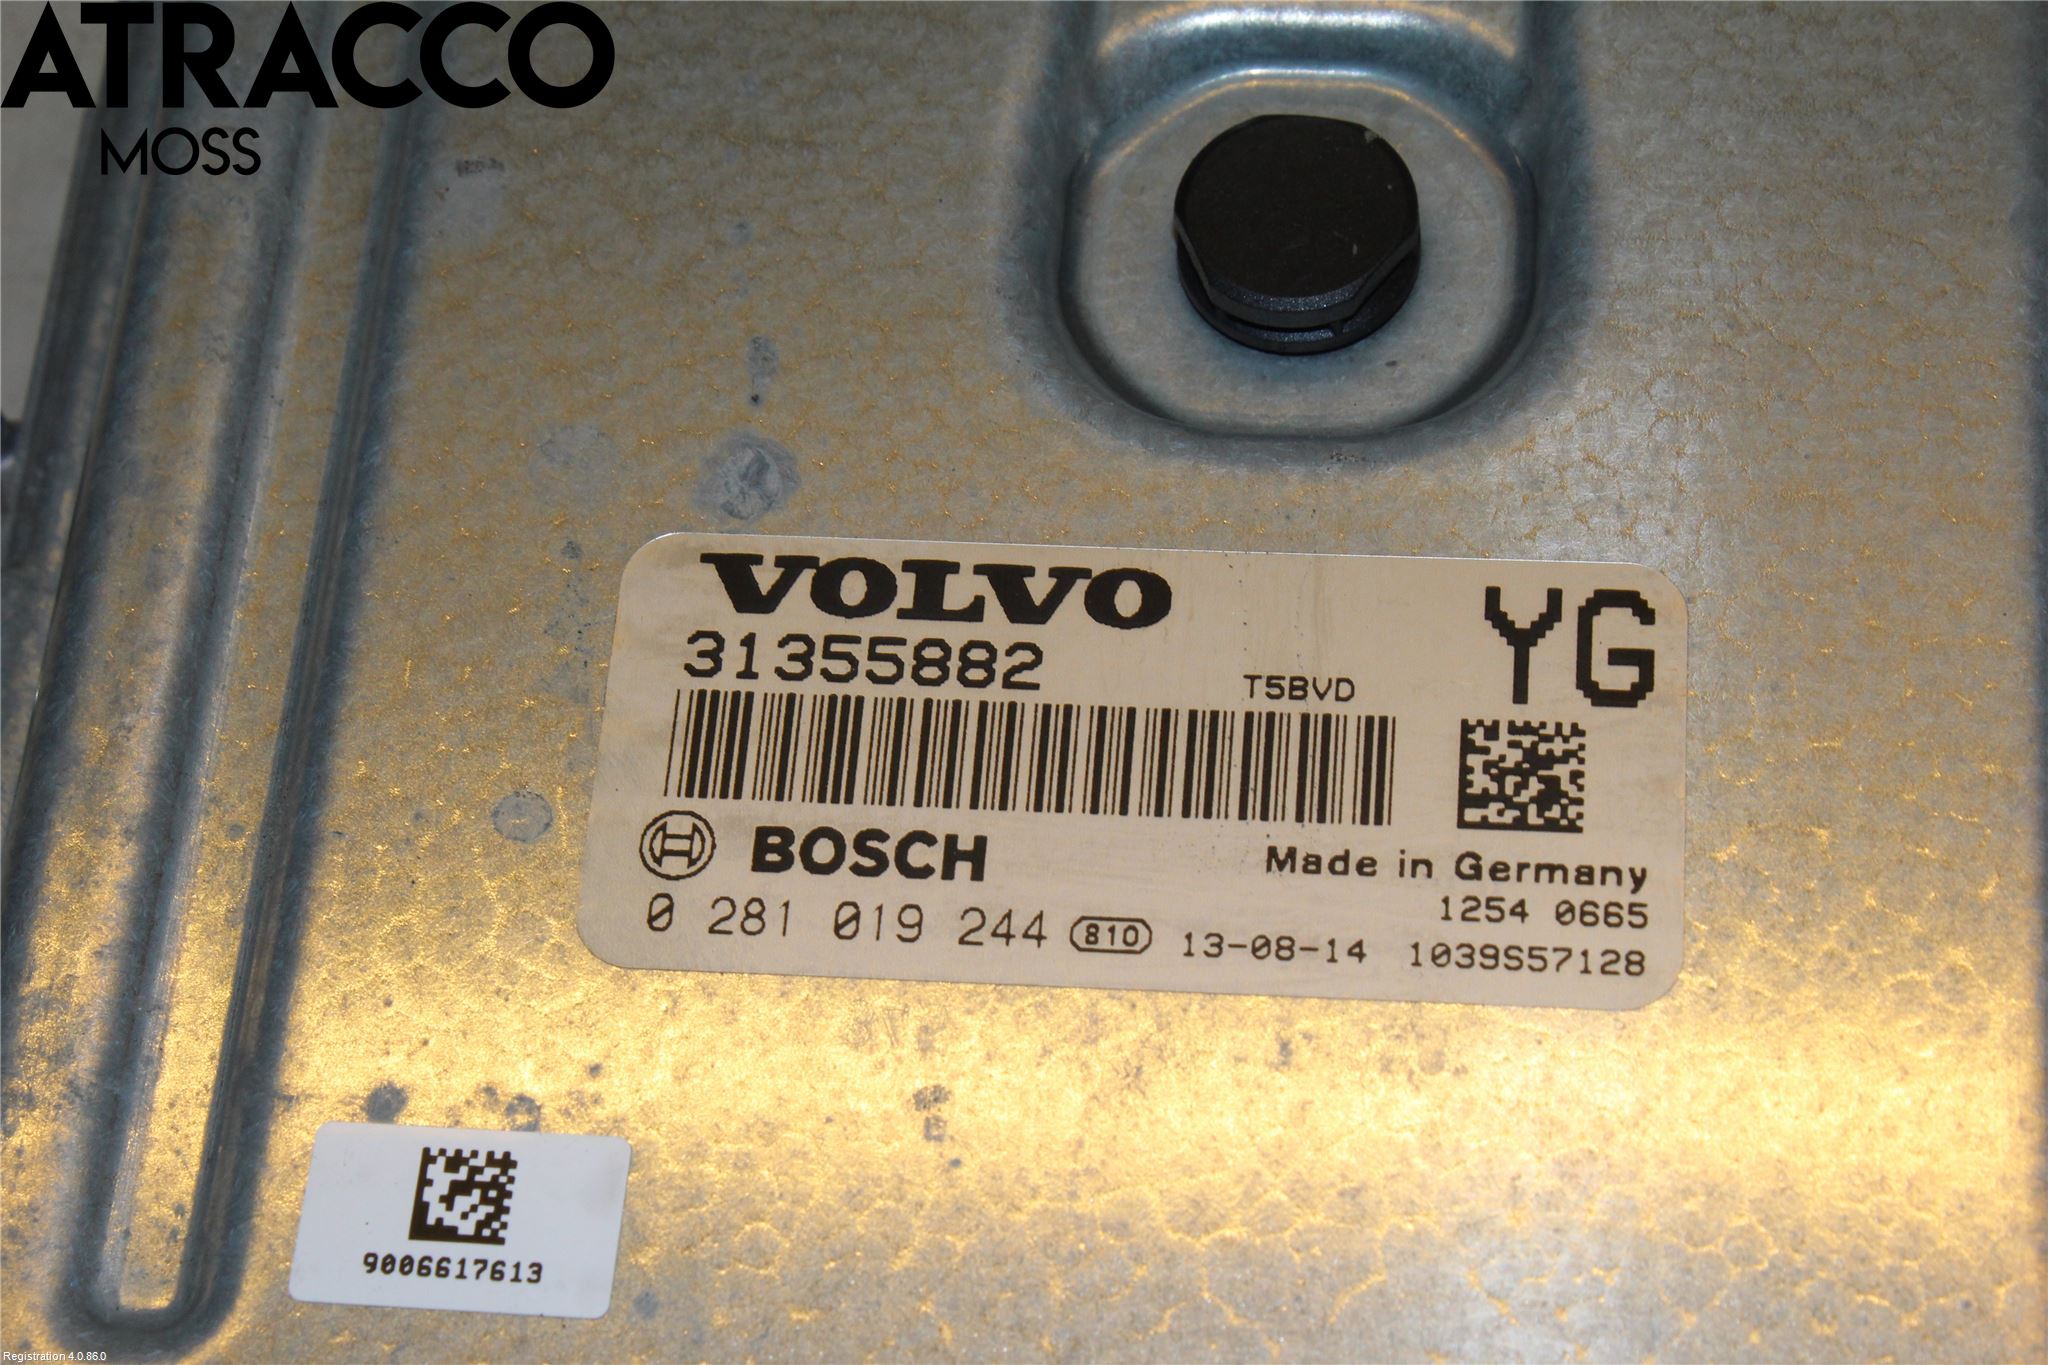 ATRACCO
MOSS
VOLVO
YG
31355882
T5BVD
BOSCH
Made in Germany
1254 0665
0 281 019 244 810 13-08-14 1039S57128
9006617613
Registration 4.0.86.0